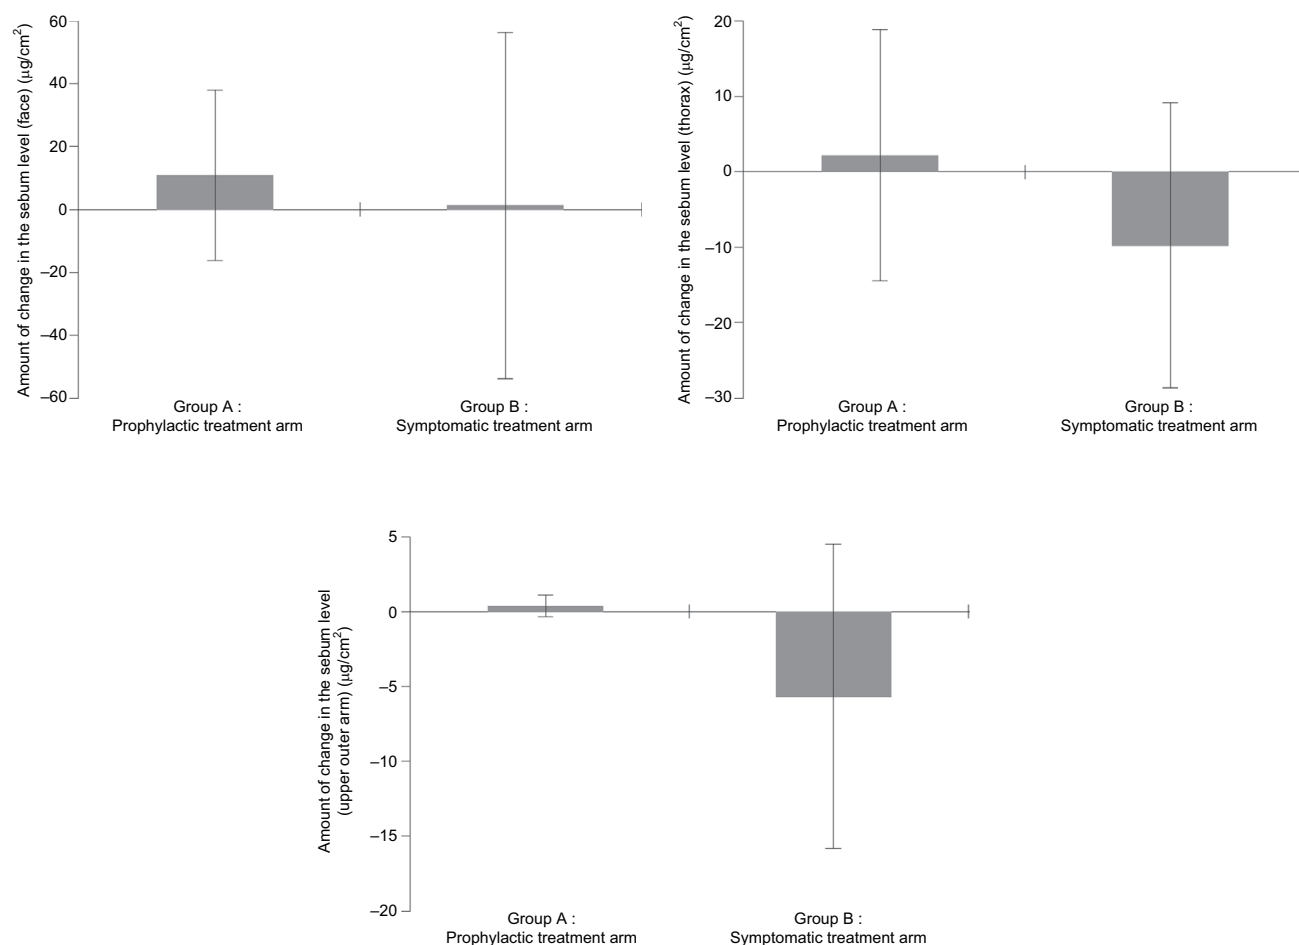 Amount of change in the sebum level (face) (μg/cm²)
60
40
20
0
–20
–40
–60
Group A :
Prophylactic treatment arm
Group B :
Symptomatic treatment arm
Amount of change in the sebum level (thorax) (μg/cm²)
20
10
0
–10
–20
–30
Group A :
Prophylactic treatment arm
Group B :
Symptomatic treatment arm
Amount of change in the sebum level
(upper outer arm) (μg/cm²)
5
0
–5
–10
–15
–20
Group A :
Prophylactic treatment arm
Group B :
Symptomatic treatment arm